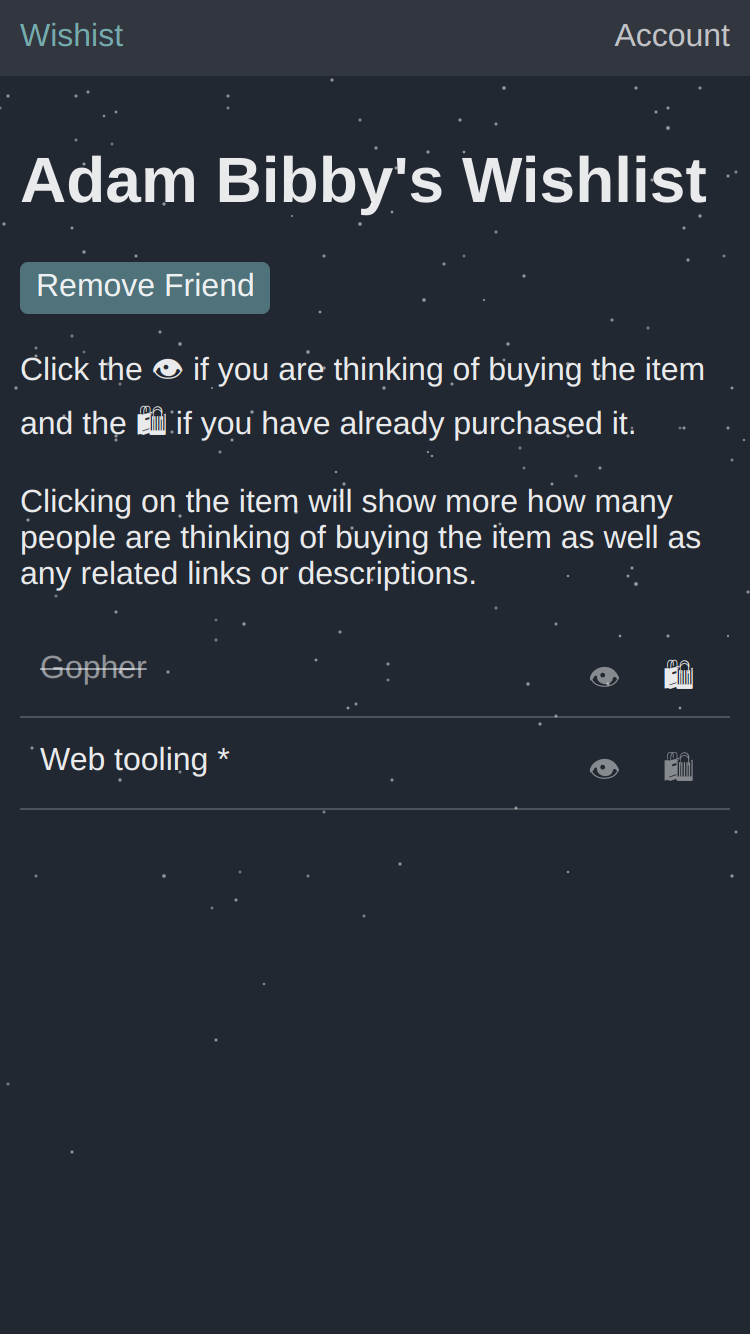 Wishist
Account
Adam Bibby's Wishlist
Remove Friend
Click the 👁 if you are thinking of buying the item
and the 🛍 if you have already purchased it.
Clicking on the item will show more how many
people are thinking of buying the item as well as
any related links or descriptions.
Gopher 👁 🛍
Web tooling * 👁 🛍